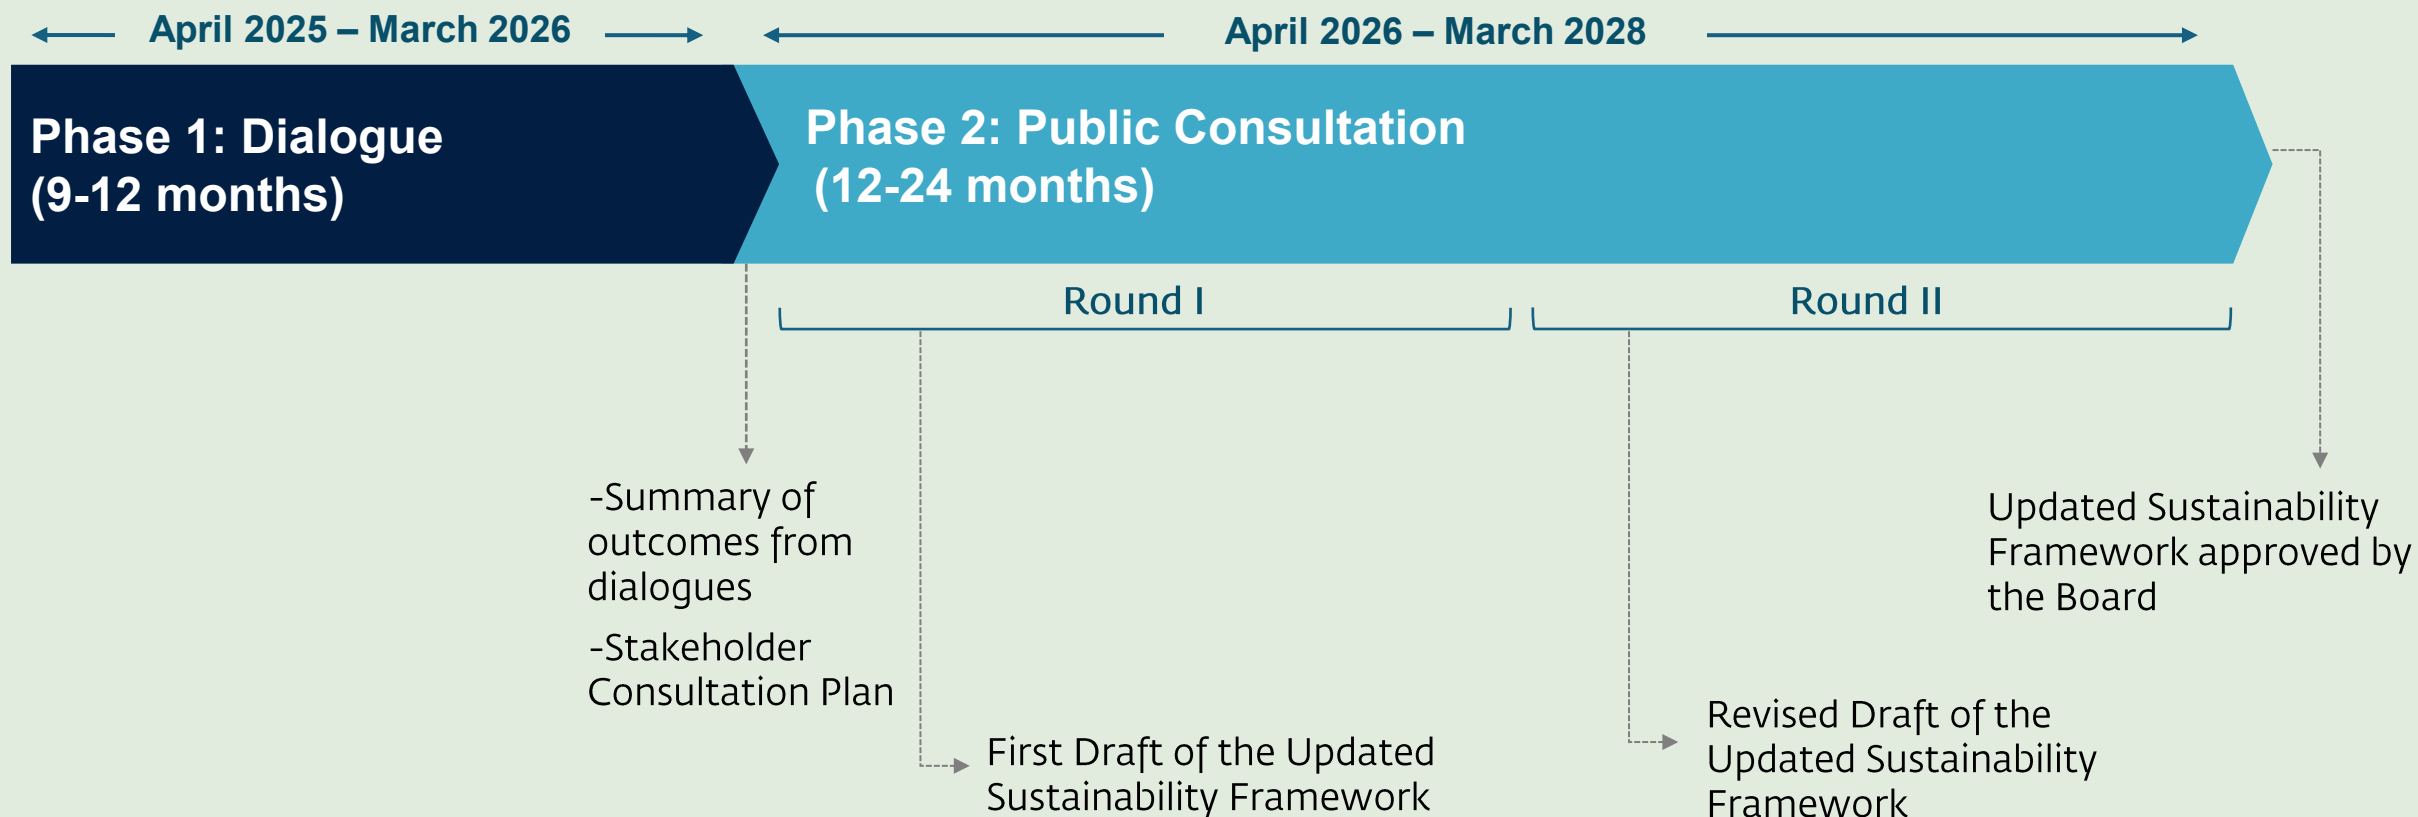 April 2025 – March 2026
April 2026 – March 2028
Phase 1: Dialogue
(9-12 months)
Phase 2: Public Consultation
(12-24 months)
Round I
Round II
-Summary of
outcomes from
dialogues
-Stakeholder
Consultation Plan
First Draft of the Updated
Sustainability Framework
Revised Draft of the
Updated Sustainability
Framework
Updated Sustainability
Framework approved by
the Board